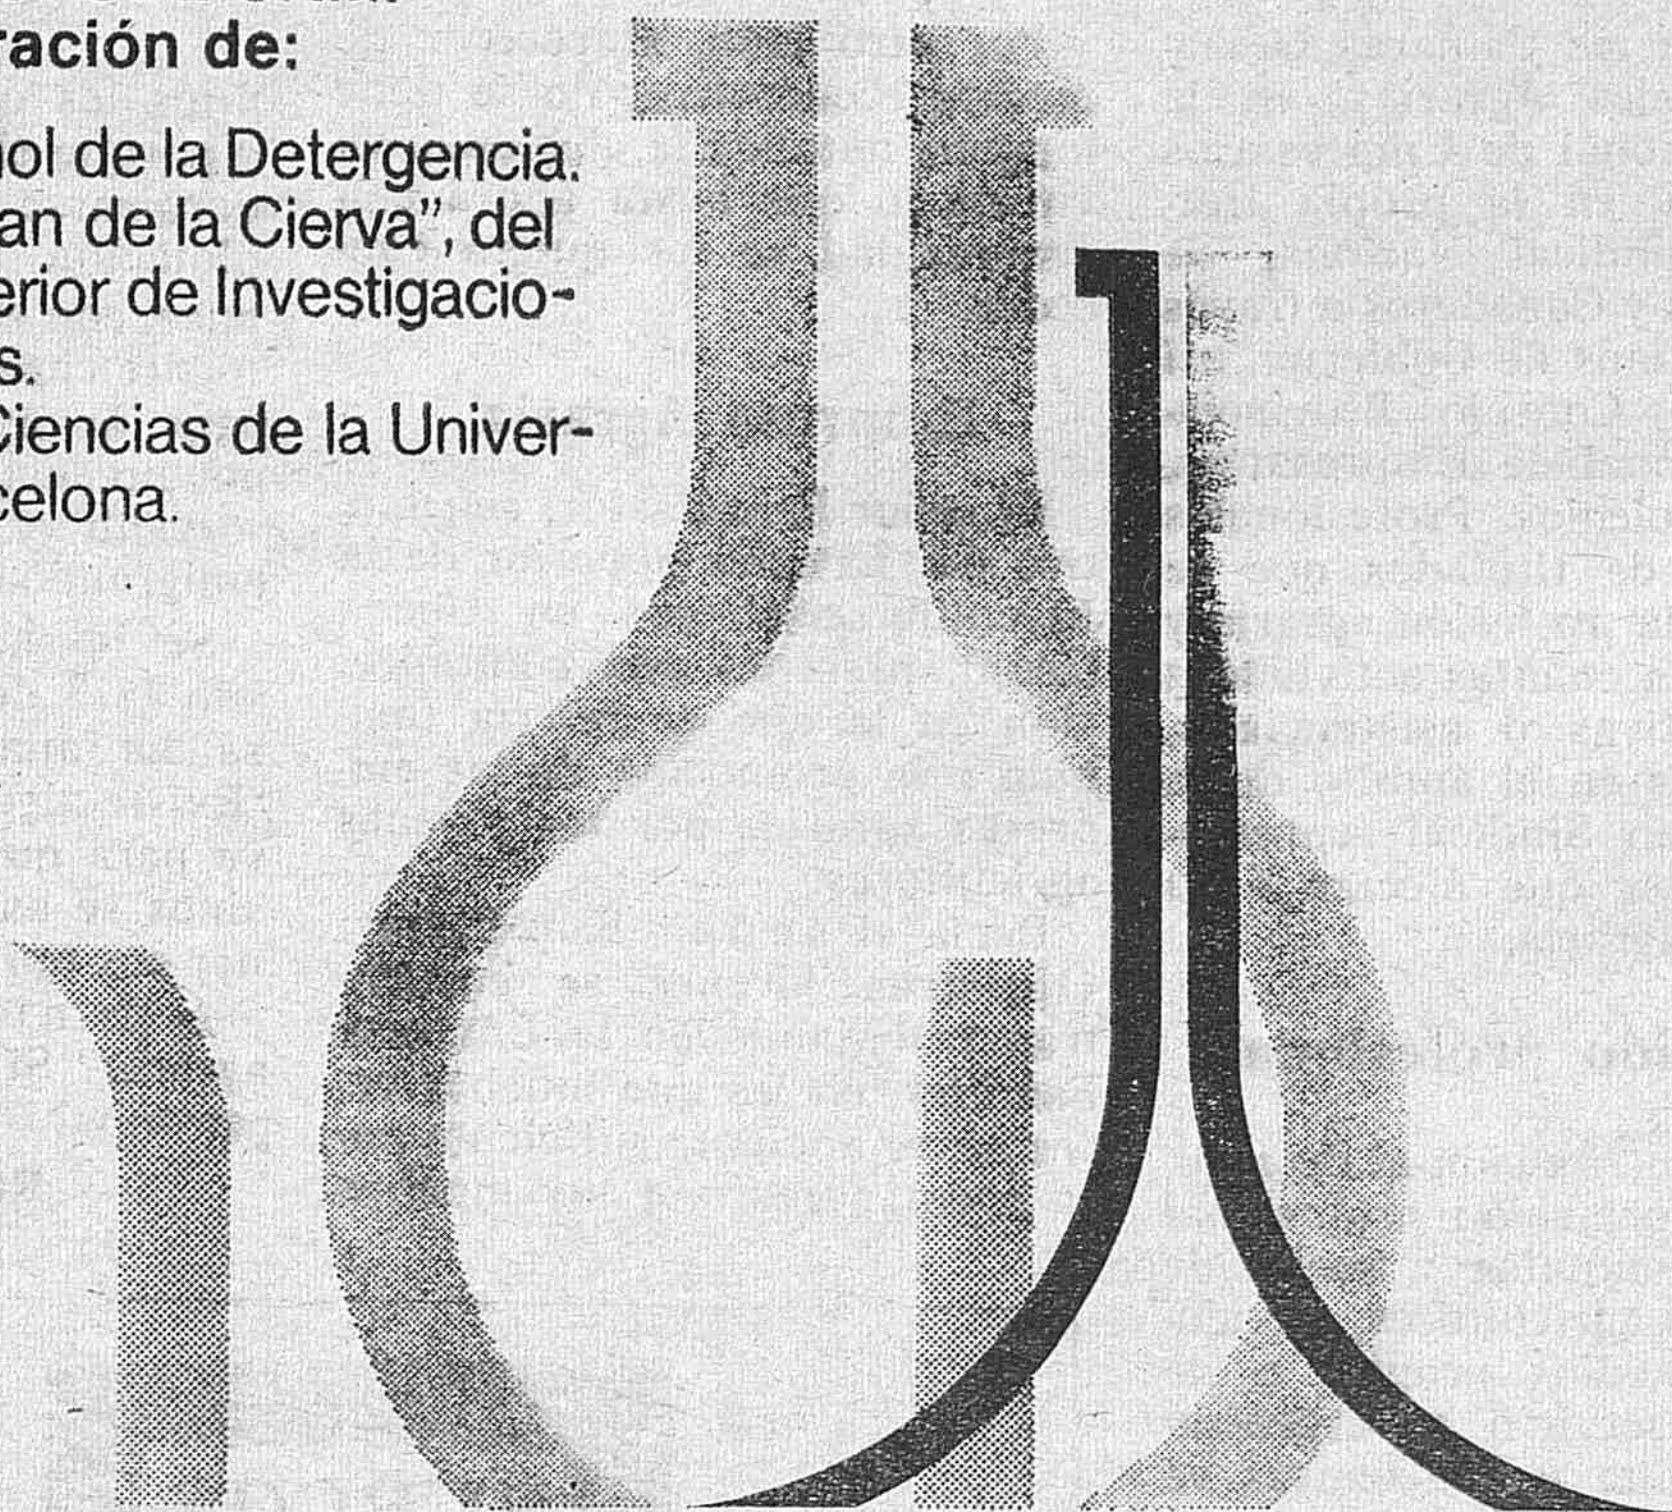 ración de:
ol de la Detergencia.
an de la Cierva", del
erior de Investigacio-
s.
Ciencias de la Univer-
celona.